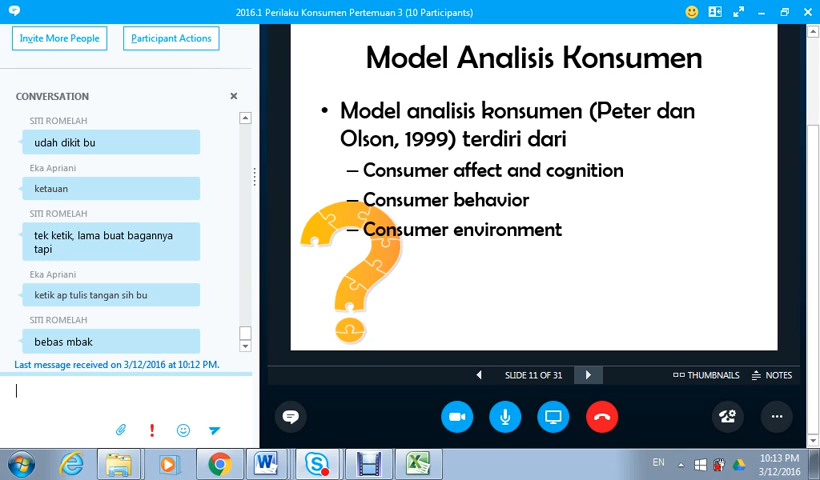 2016.1 Perilaku Konsumen Pertemuan 3 (10 Participants)
Invite More People
Participant Actions
CONVERSATION
SITI ROMELAH
udah dikit bu
Eka Apriani
ketauan
SITI ROMELAH
tek ketik, lama buat bagannya
tapi
Eka Apriani
ketik ap tulis tangan sih bu
SITI ROMELAH
bebas mbak
Last message received on 3/12/2016 at 10:12 PM.
Model Analisis Konsumen
• Model analisis konsumen (Peter dan
Olson, 1999) terdiri dari
– Consumer affect and cognition
– Consumer behavior
– Consumer environment
SLIDE 11 OF 31
THUMBNAILS
NOTES
EN
10:13 PM
3/12/2016